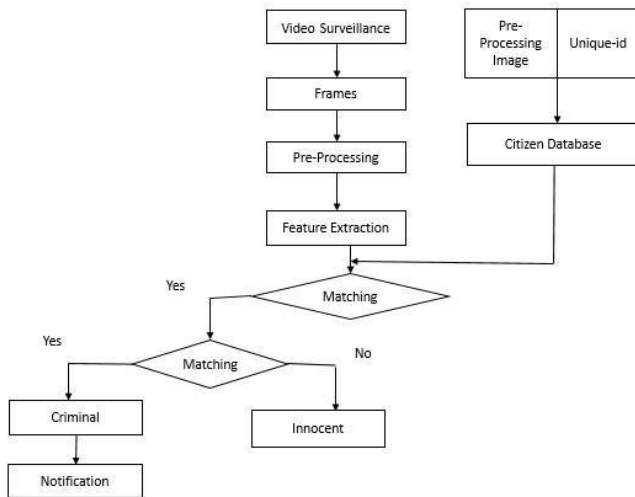 Video Surveillance
Pre-
Processing
Image
Unique-id
Frames
Pre-Processing
Citizen Database
Feature Extraction
Yes
Matching
Yes
Matching
No
Criminal
Innocent
Notification